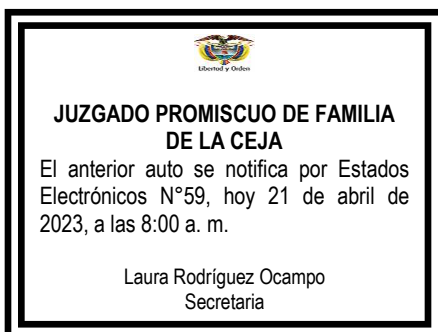 Libertad y Orden
JUZGADO PROMISCUO DE FAMILIA
DE LA CEJA
El anterior auto se notifica por Estados
Electrónicos N°59, hoy 21 de abril de
2023, a las 8:00 a. m.
Laura Rodríguez Ocampo
Secretaria